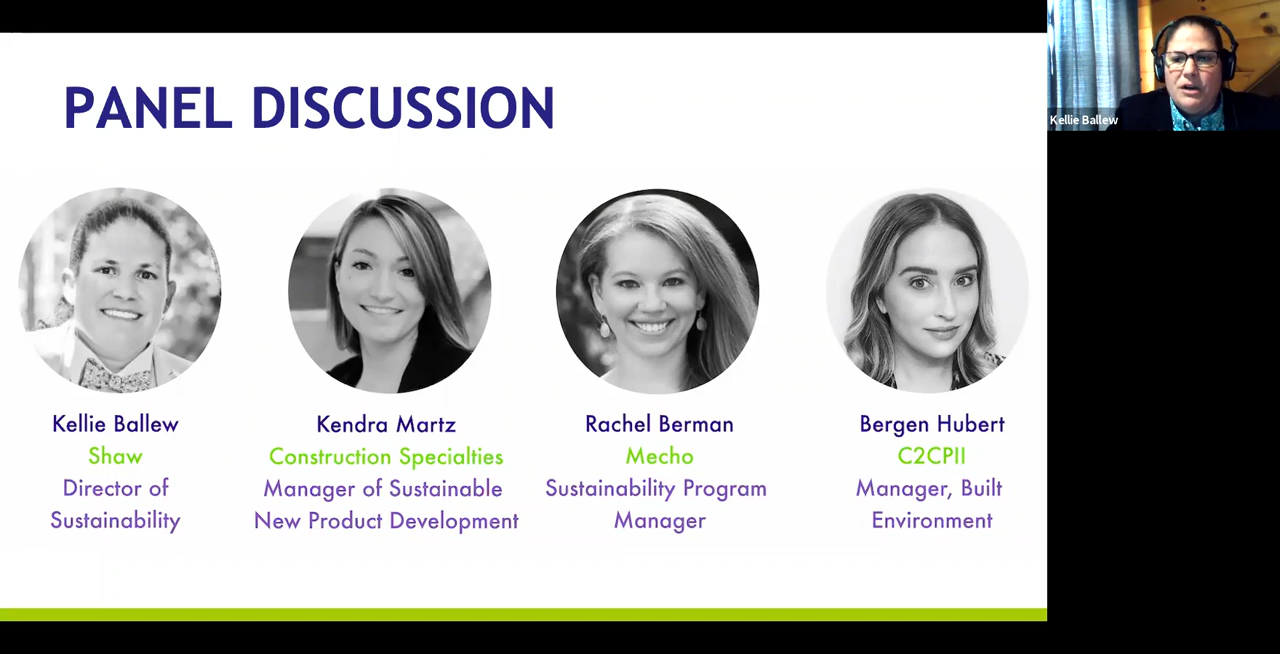 PANEL DISCUSSION
Kellie Ballew
Kellie Ballew
Shaw
Director of
Sustainability
Kendra Martz
Construction Specialties
Manager of Sustainable
New Product Development
Rachel Berman
Mecho
Sustainability Program
Manager
Bergen Hubert
C2CPII
Manager, Built
Environment